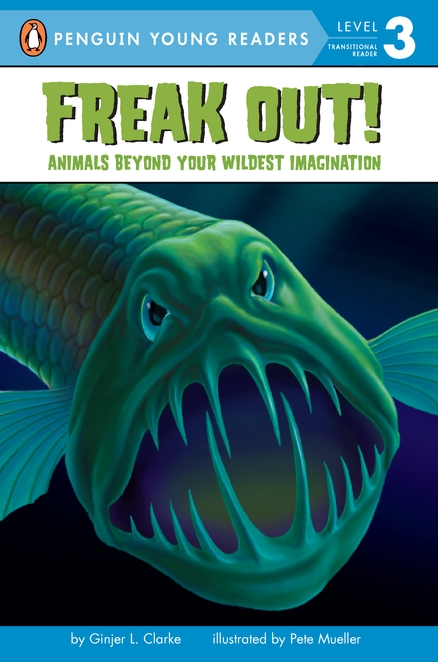 PENGUIN YOUNG READERS
LEVEL 3
TRANSITIONAL
READER
FREAK OUT!
ANIMALS BEYOND YOUR WILDEST IMAGINATION
by Ginjer L. Clarke illustrated by Pete Mueller